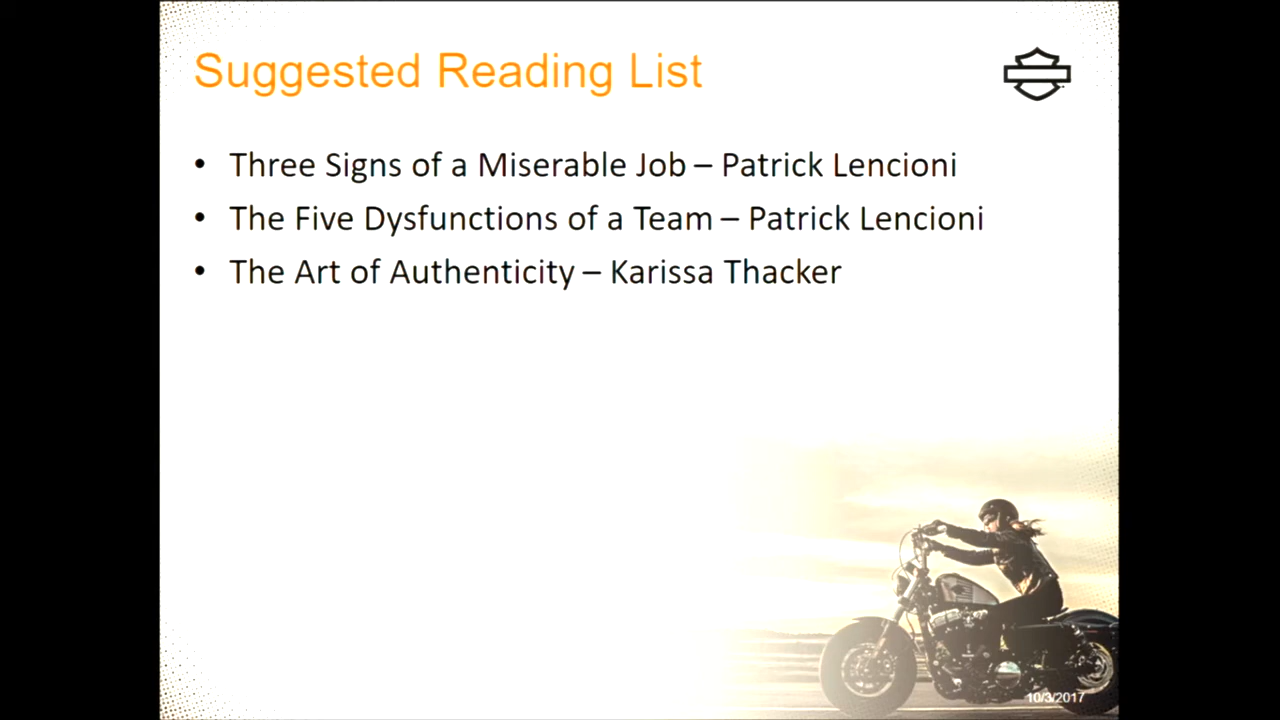 Suggested Reading List
• Three Signs of a Miserable Job – Patrick Lencioni
• The Five Dysfunctions of a Team – Patrick Lencioni
• The Art of Authenticity – Karissa Thacker
10/3/2017